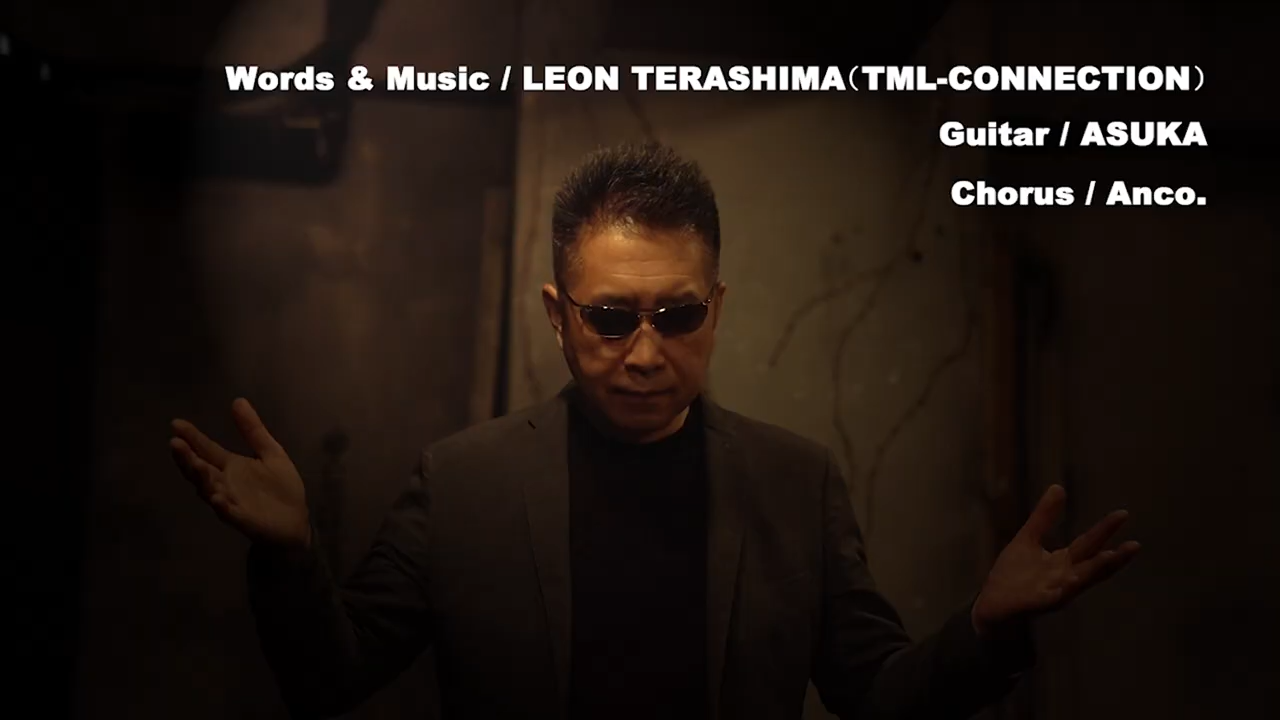 Words & Music / LEON TERASHIMA（TML-CONNECTION）
Guitar / ASUKA
Chorus / Anco.